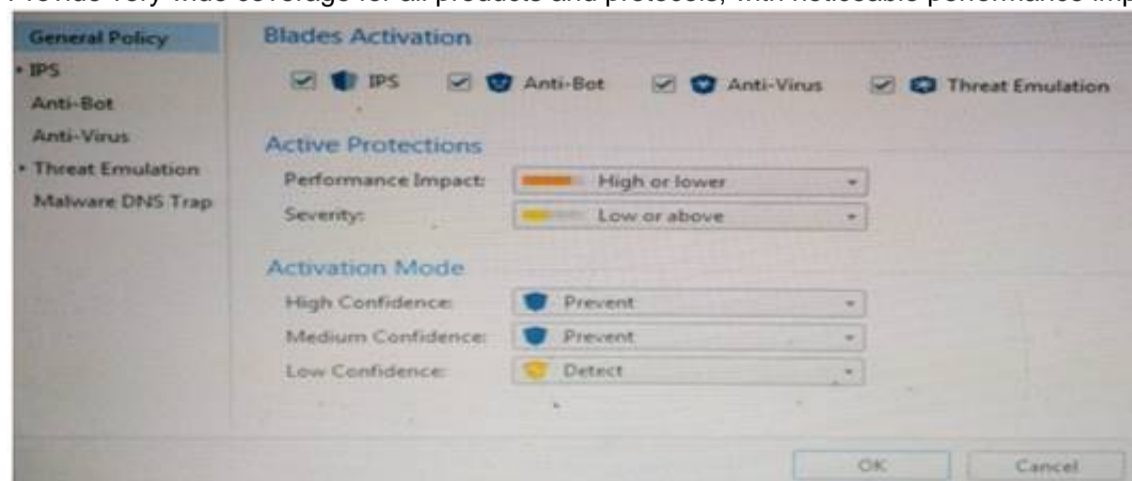 Provide very wide coverage for all products and protocols, with noticeable performance imp
General Policy
IPS
Anti-Bot
Anti-Virus
Threat Emulation
Malware DNS Trap
Blades Activation
IPS Anti-Bot Anti-Virus Threat Emulation
Active Protections
Performance Impact: High or lower
Severity: Low or above
Activation Mode
High Confidence: Prevent
Medium Confidence: Prevent
Low Confidence: Detect
OK Cancel